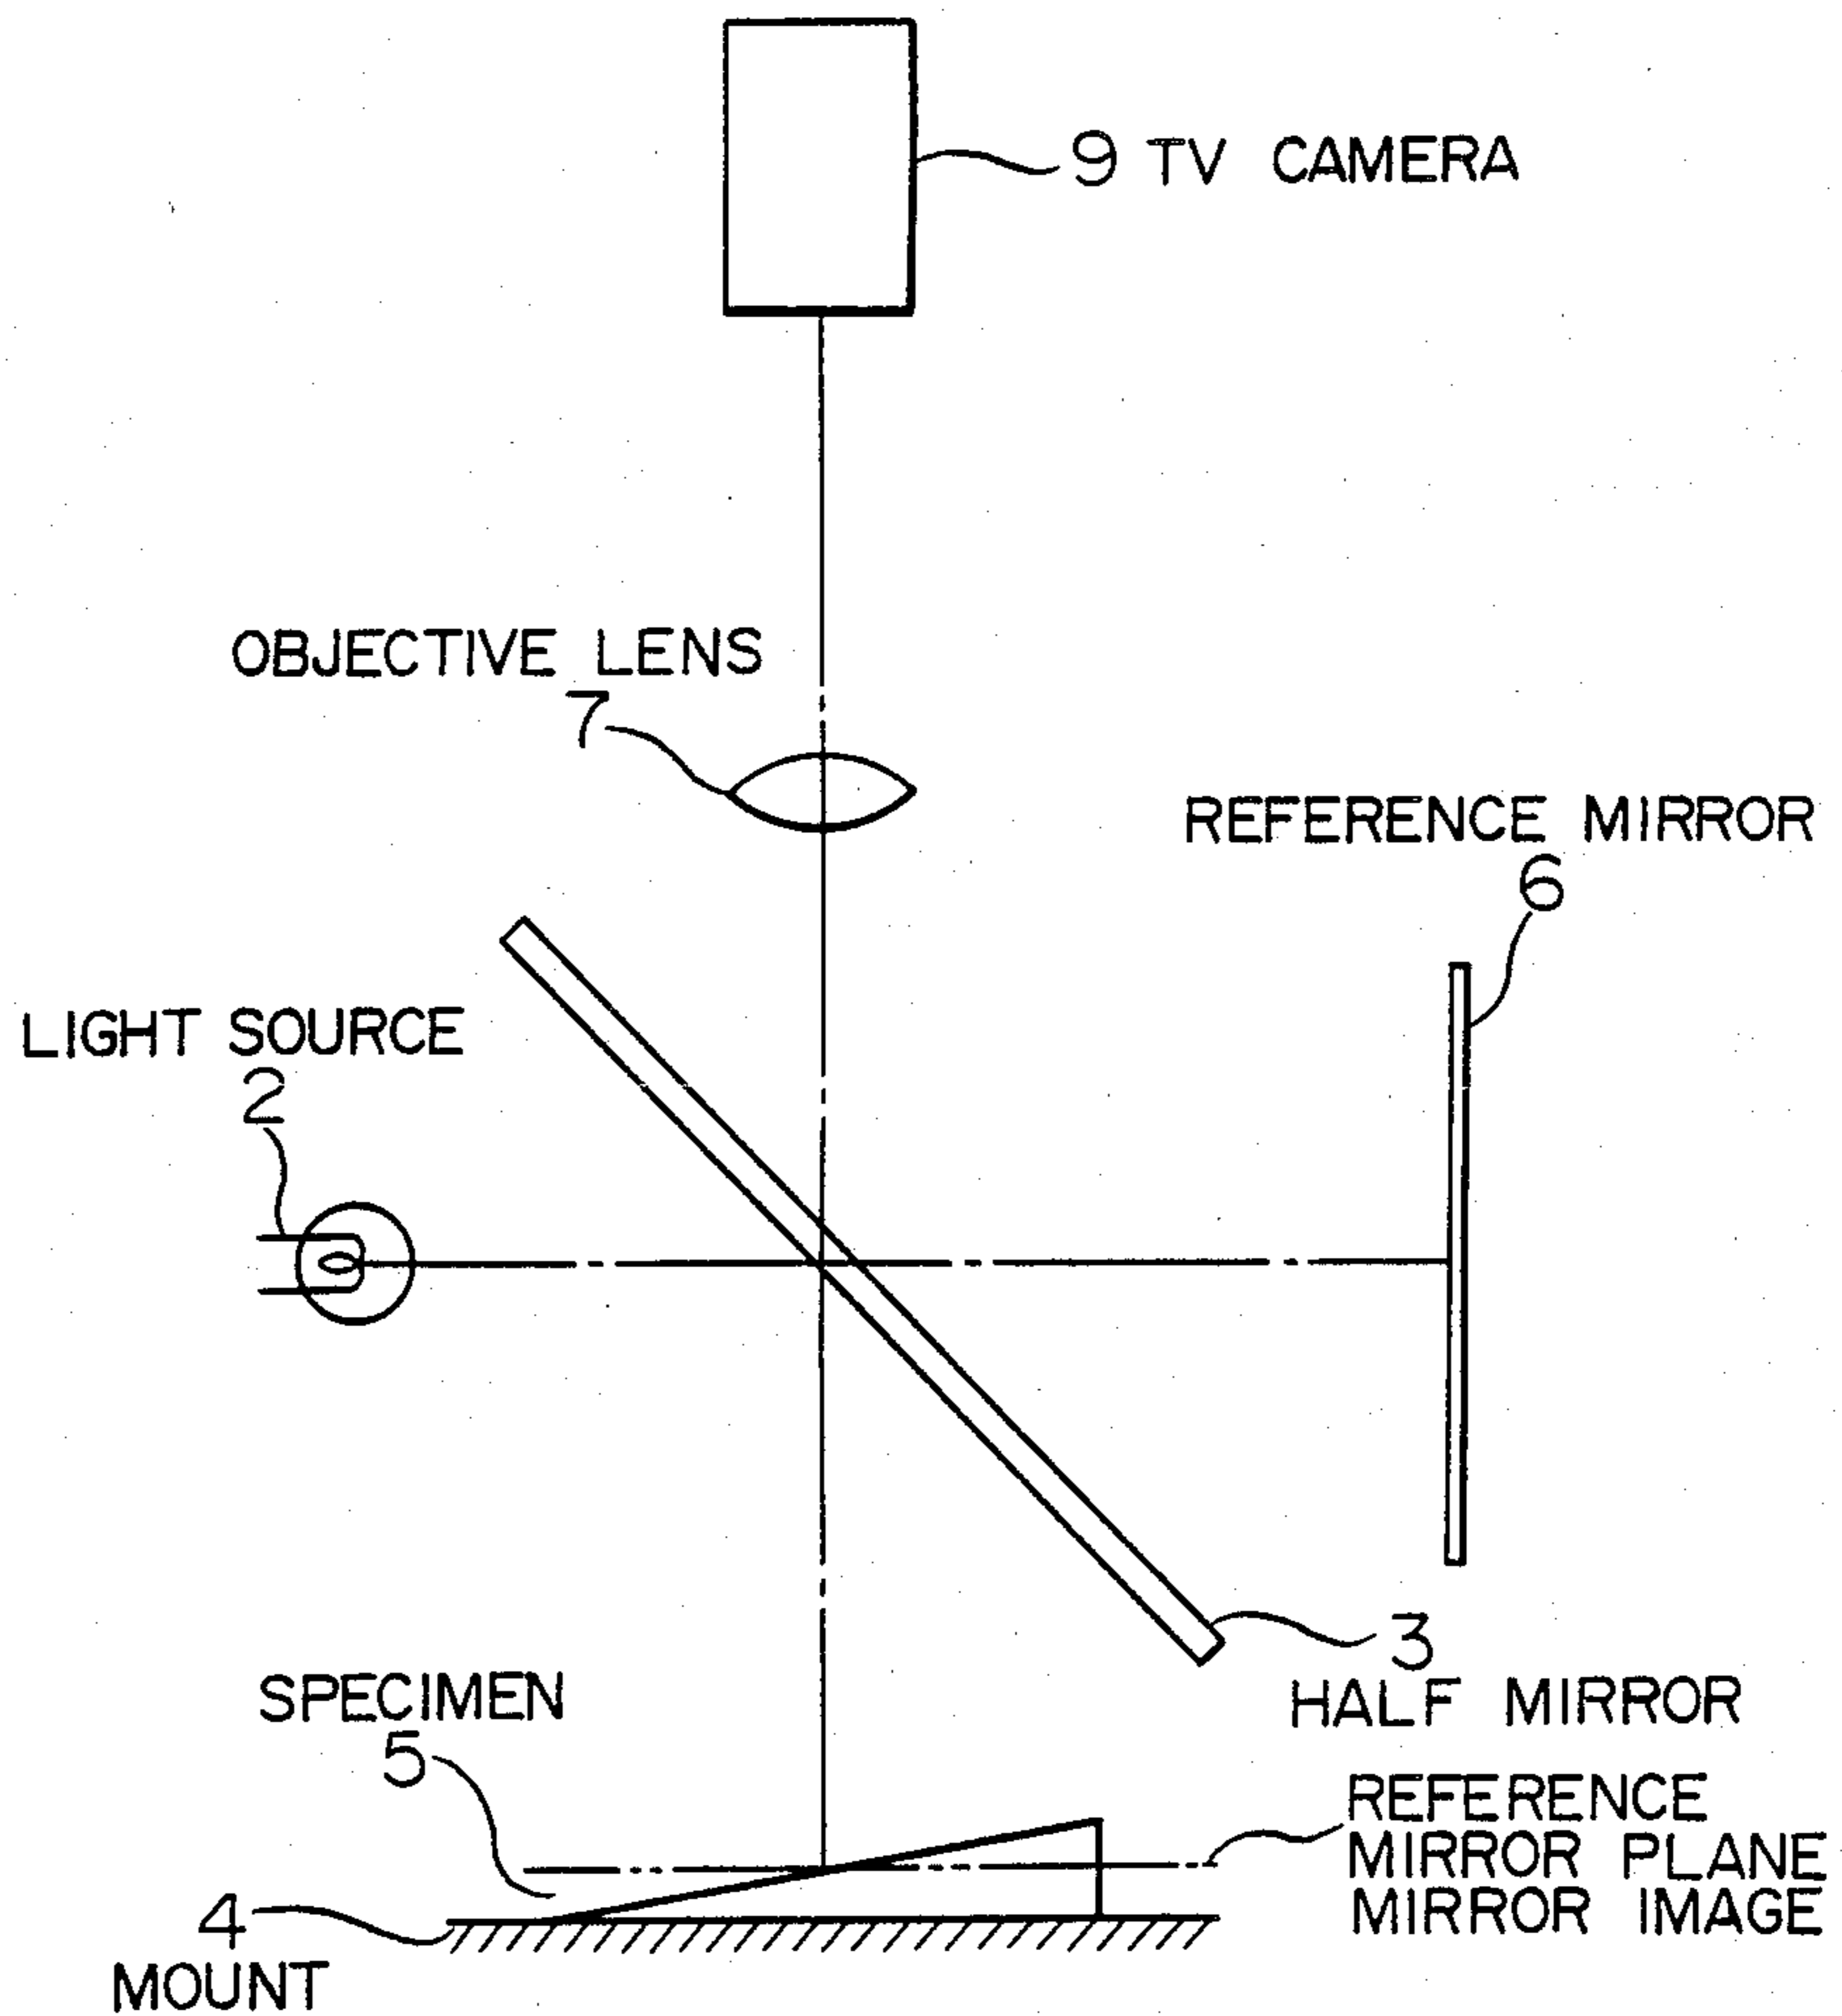 9 TV CAMERA
OBJECTIVE LENS
7
REFERENCE MIRROR
6
LIGHT SOURCE
2
3
HALF MIRROR
SPECIMEN
5
REFERENCE
MIRROR PLANE
MIRROR IMAGE
4
MOUNT